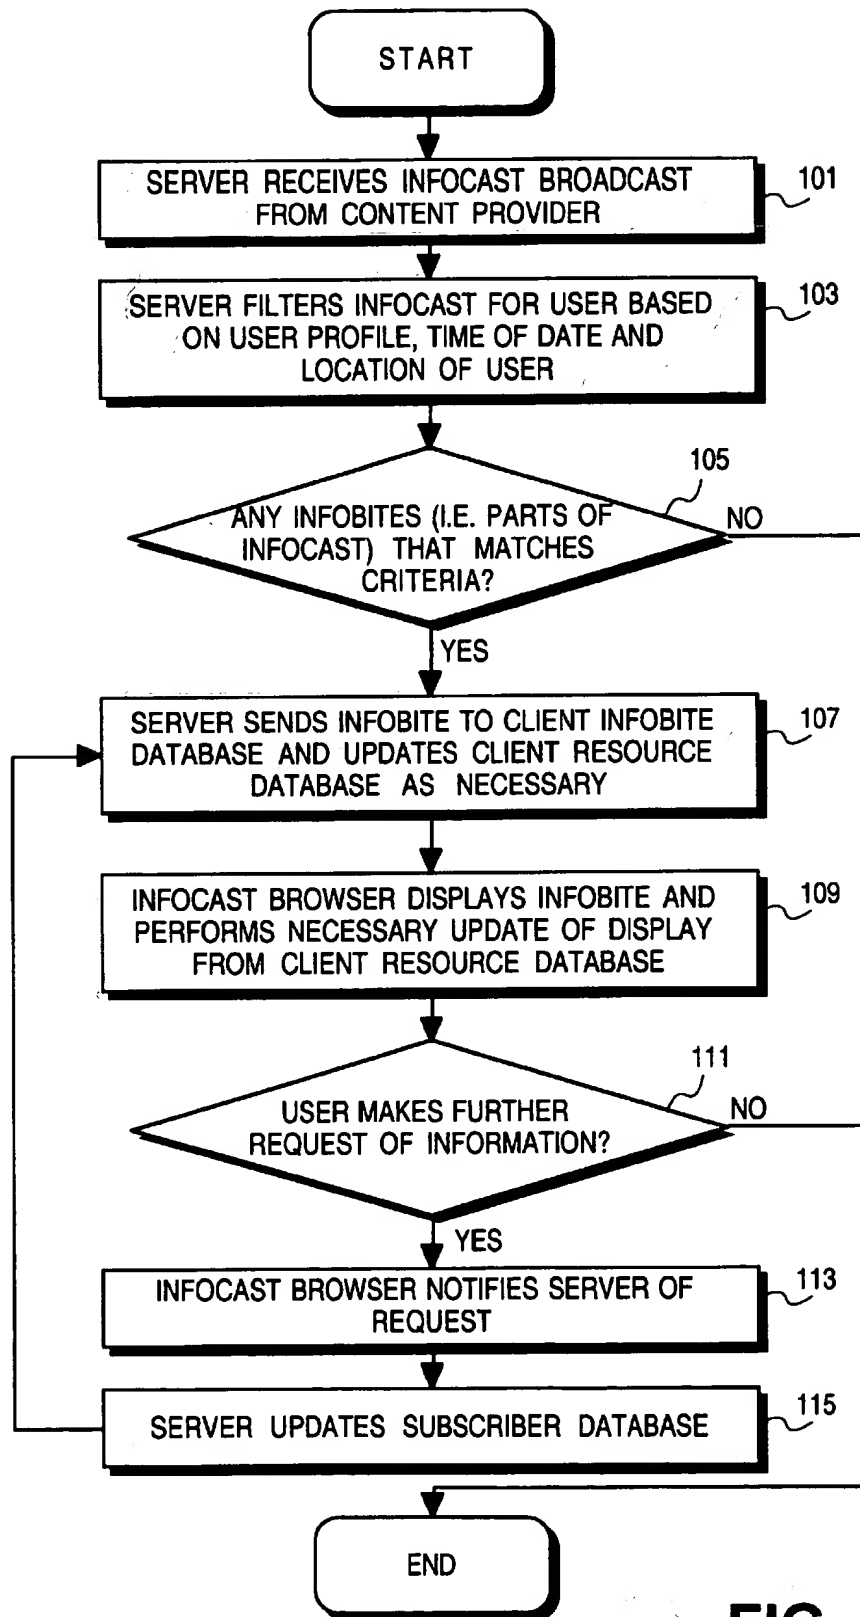 START
SERVER RECEIVES INFOCAST BROADCAST
FROM CONTENT PROVIDER
101
SERVER FILTERS INFOCAST FOR USER BASED
ON USER PROFILE, TIME OF DATE AND
LOCATION OF USER
103
105
ANY INFOBITES (I.E. PARTS OF
INFOCAST) THAT MATCHES
CRITERIA?
NO
YES
SERVER SENDS INFOBITE TO CLIENT INFOBITE
DATABASE AND UPDATES CLIENT RESOURCE
DATABASE AS NECESSARY
107
INFOCAST BROWSER DISPLAYS INFOBITE AND
PERFORMS NECESSARY UPDATE OF DISPLAY
FROM CLIENT RESOURCE DATABASE
109
111
USER MAKES FURTHER
REQUEST OF INFORMATION?
NO
YES
INFOCAST BROWSER NOTIFIES SERVER OF
REQUEST
113
SERVER UPDATES SUBSCRIBER DATABASE
115
END
FIG